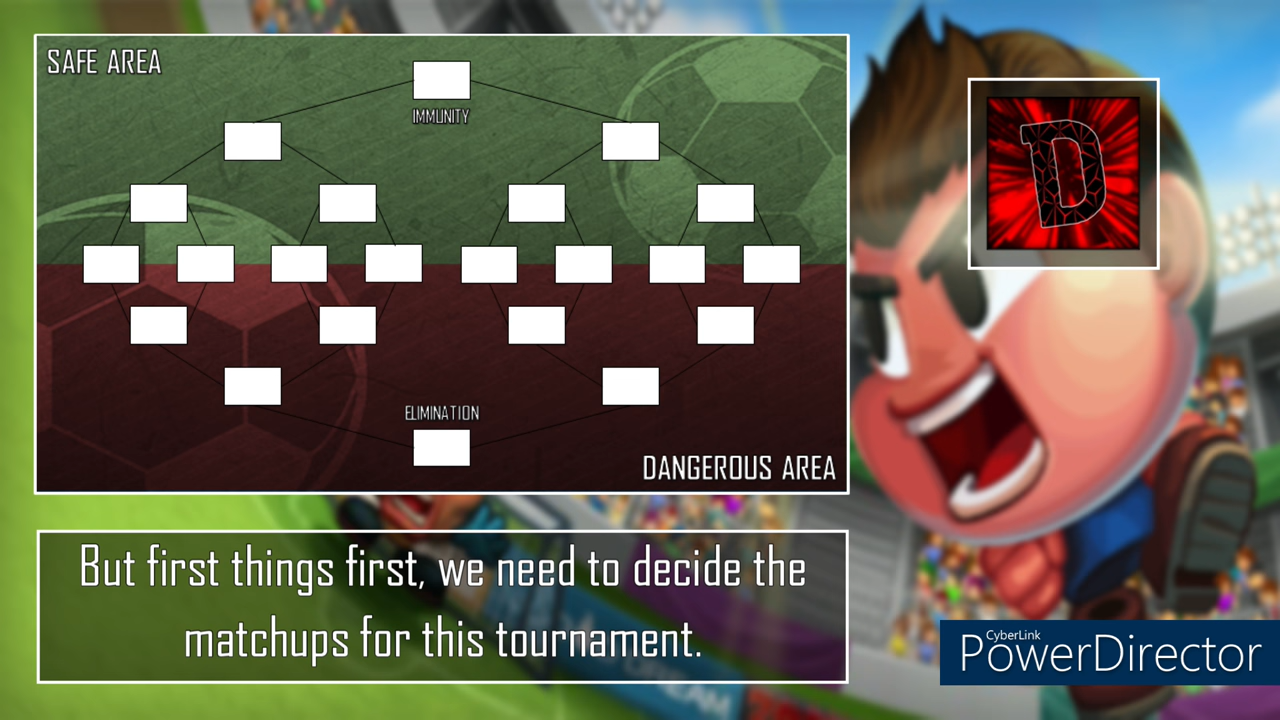 SAFE AREA
IMMUNITY
D
ELIMINATION
DANGEROUS AREA
But first things first, we need to decide the
matchups for this tournament.
CyberLink
PowerDirector